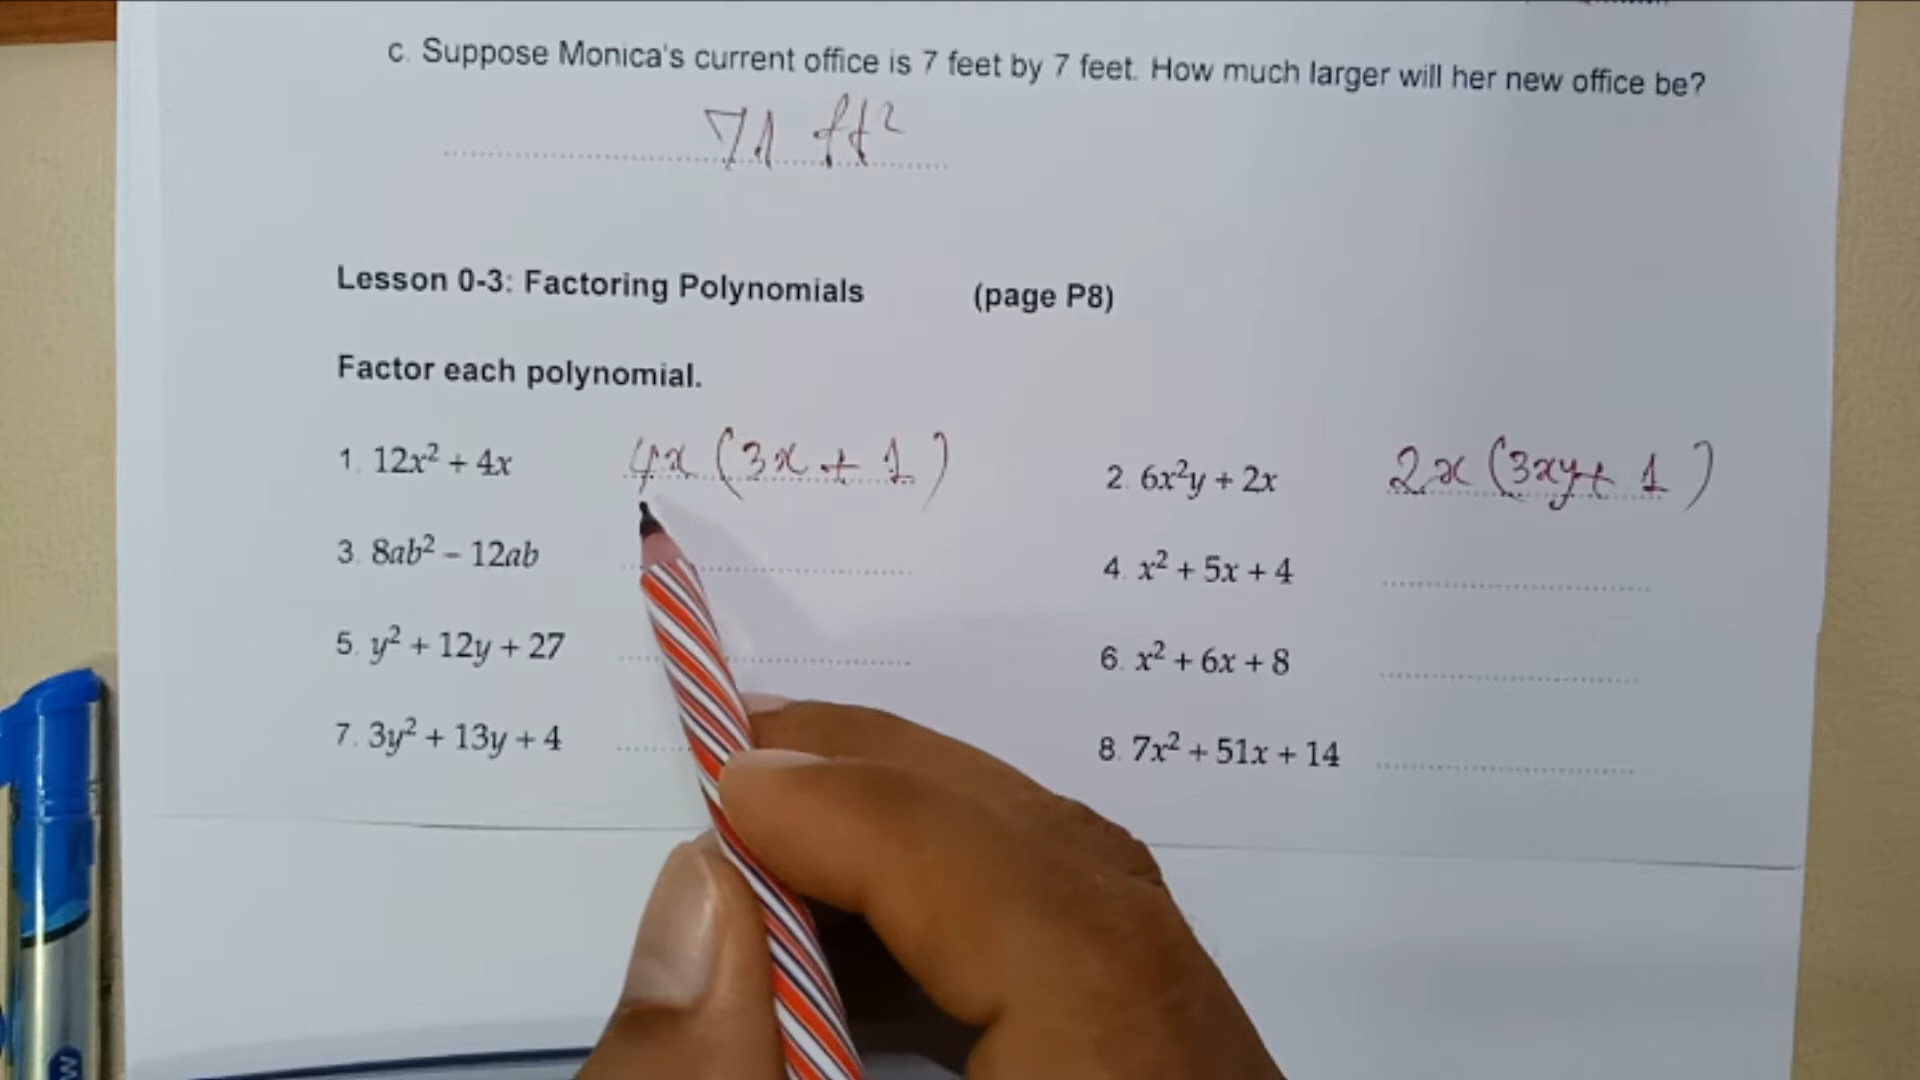 c. Suppose Monica's current office is 7 feet by 7 feet. How much larger will her new office be?
71 ft²
Lesson 0-3: Factoring Polynomials (page P8)
Factor each polynomial.
1. 12x² + 4x 4x (3x + 1) 2. 6x²y + 2x 2x (3xy + 1)
3. 8ab² – 12ab 4. x² + 5x + 4
5. y² + 12y + 27 6. x² + 6x + 8
7. 3y² + 13y + 4 8. 7x² + 51x + 14